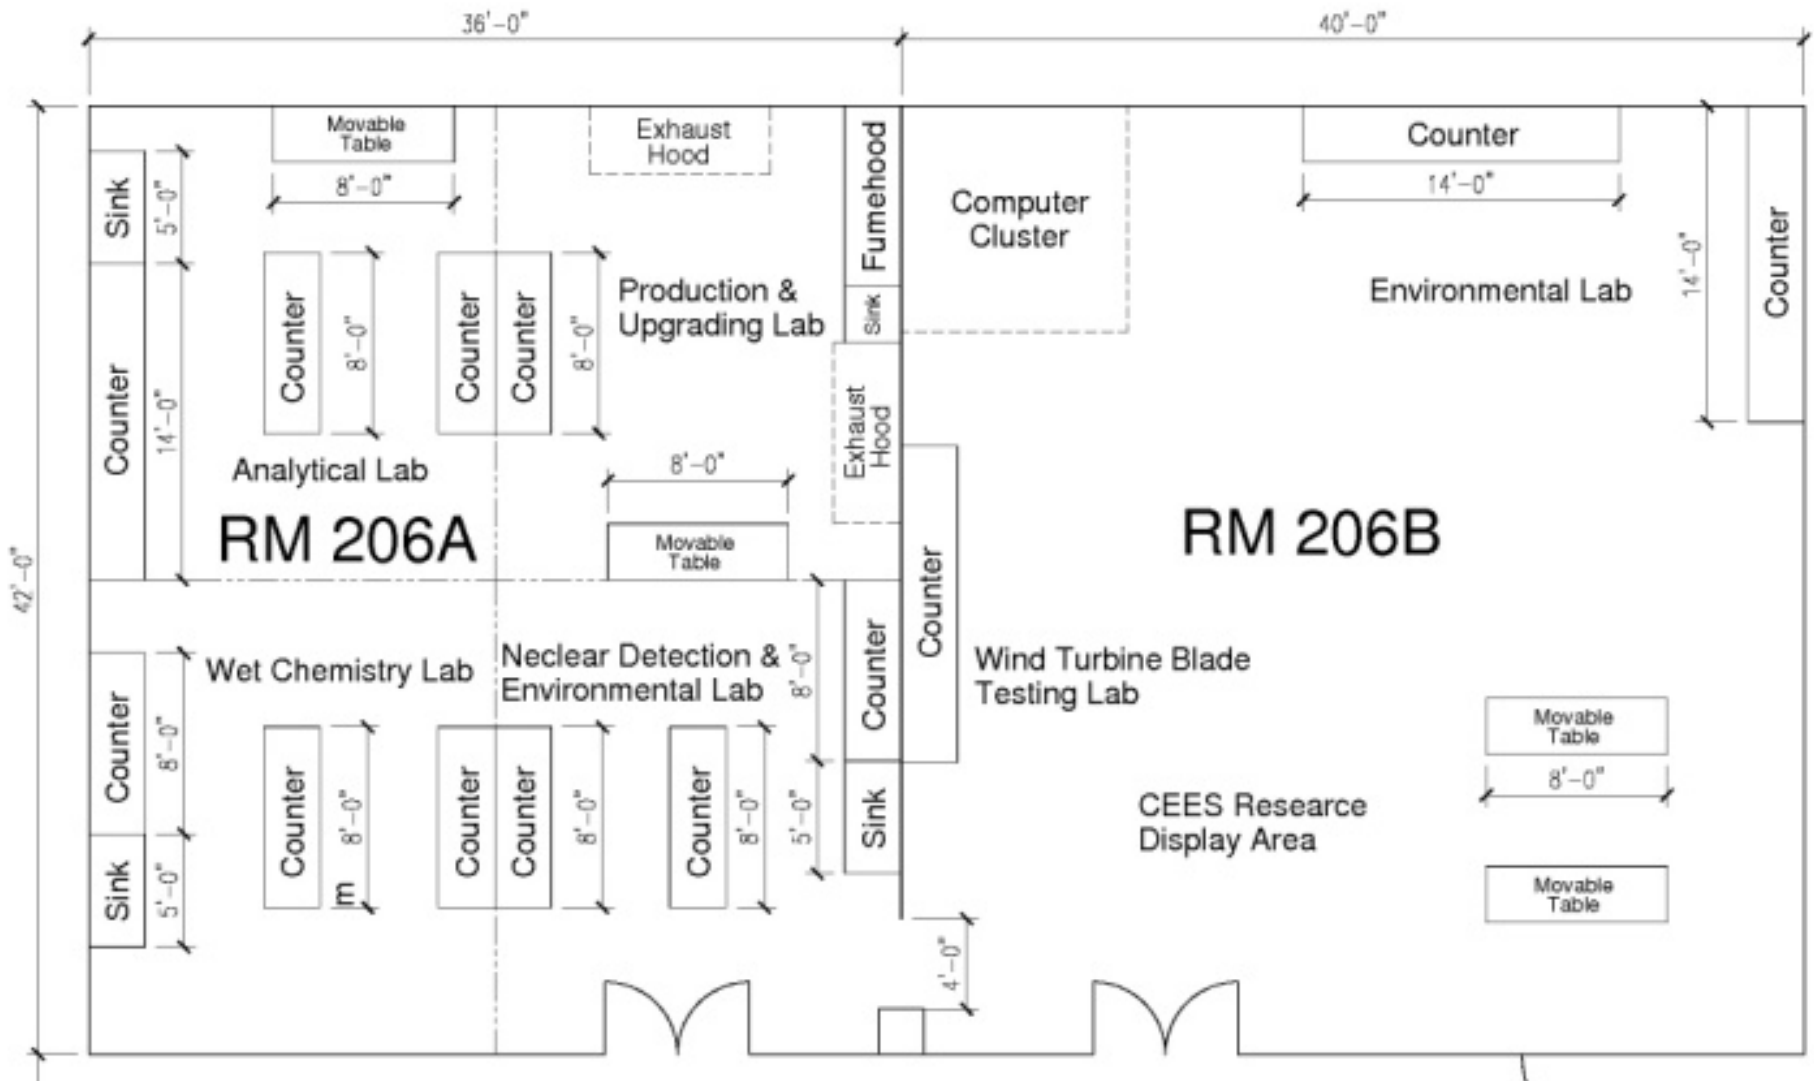 36'-0"
40'-0"
42'-0"
Movable
Table
8'-0"
Exhaust
Hood
Sink
5'-0"
Counter
14'-0"
Counter
8'-0"
Counter
Counter
8'-0"
Production &
Upgrading Lab
Fumehood
Sink
Exhaust
Hood
Analytical Lab
RM 206A
8'-0"
Movable
Table
Wet Chemistry Lab
Neclear Detection &
Environmental Lab
Counter
8'-0"
Sink
5'-0"
Counter
8'-0"
m
Counter
Counter
8'-0"
Counter
8'-0"
Counter
8'-0"
Sink
5'-0"
4'-0"
Computer
Cluster
Counter
14'-0"
Environmental Lab
Counter
14'-0"
RM 206B
Counter
Wind Turbine Blade
Testing Lab
CEES Researce
Display Area
Movable
Table
8'-0"
Movable
Table